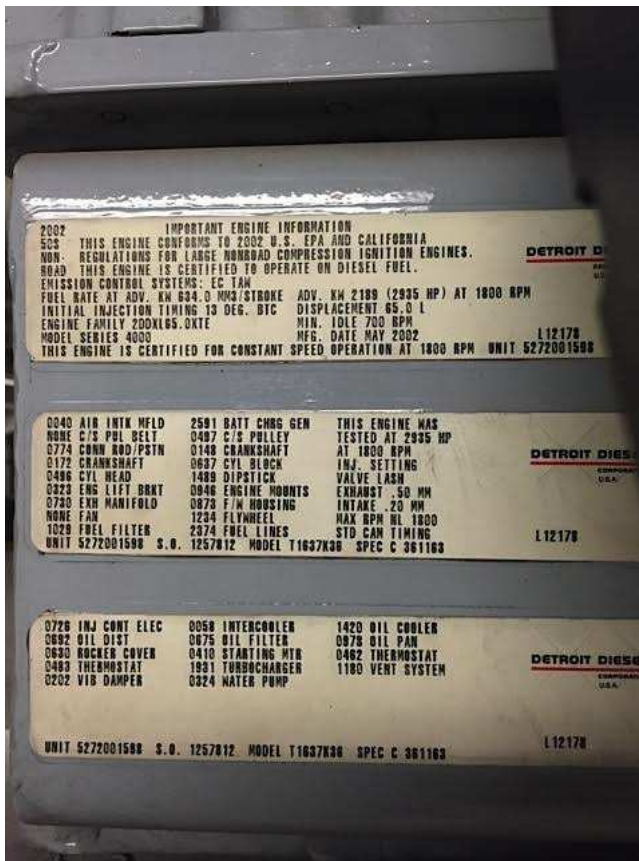 2002 IMPORTANT ENGINE INFORMATION
50S THIS ENGINE CONFORMS TO 2002 U.S. EPA AND CALIFORNIA
NON- REGULATIONS FOR LARGE NONROAD COMPRESSION IGNITION ENGINES.
ROAD THIS ENGINE IS CERTIFIED TO OPERATE ON DIESEL FUEL.
EMISSION CONTROL SYSTEMS: EC TAW
FUEL RATE AT ADV. KW 634.0 MM3/STROKE ADV. KW 2189 (2935 HP) AT 1800 RPM
INITIAL INJECTION TIMING 13 DEG. BTC DISPLACEMENT 65.0 L
ENGINE FAMILY 2DDXL65.0XTE MIN. IDLE 700 RPM
MODEL SERIES 4000 MFG. DATE MAY 2002 L12178
THIS ENGINE IS CERTIFIED FOR CONSTANT SPEED OPERATION AT 1800 RPM UNIT 5272001598
DETROIT DI
0040 AIR INTK MFLD 2591 BATT CHRG GEN THIS ENGINE WAS
NONE C/S PUL BELT 0497 C/S PULLEY TESTED AT 2935 HP
0774 CONN ROD/PSTN 0148 CRANKSHAFT AT 1800 RPM
0172 CRANKSHAFT 0637 CYL BLOCK INJ. SETTING
0496 CYL HEAD 1489 DIPSTICK VALVE LASH
0323 ENG LIFT BRKT 0946 ENGINE MOUNTS EXHAUST .50 MM
0730 EXH MANIFOLD 0873 F/W HOUSING INTAKE .20 MM
NONE FAN 1234 FLYWHEEL MAX RPM NL 1800
1029 FUEL FILTER 2374 FUEL LINES STD CAM TIMING
UNIT 5272001598 S.O. 1257812 MODEL T1637K36 SPEC C 361163
DETROIT DIES
CORPORA
U.S.A.
L12178
0726 INJ CONT ELEC 0058 INTERCOOLER 1420 OIL COOLER
0692 OIL DIST 0675 OIL FILTER 0978 OIL PAN
0630 ROCKER COVER 0410 STARTING MTR 0462 THERMOSTAT
0483 THERMOSTAT 1931 TURBOCHARGER 1180 VENT SYSTEM
0202 VIB DAMPER 0324 WATER PUMP
DETROIT DIESE
CORPORA
U.S.A.
UNIT 5272001598 S.O. 1257812 MODEL T1637K36 SPEC C 361163 L12178